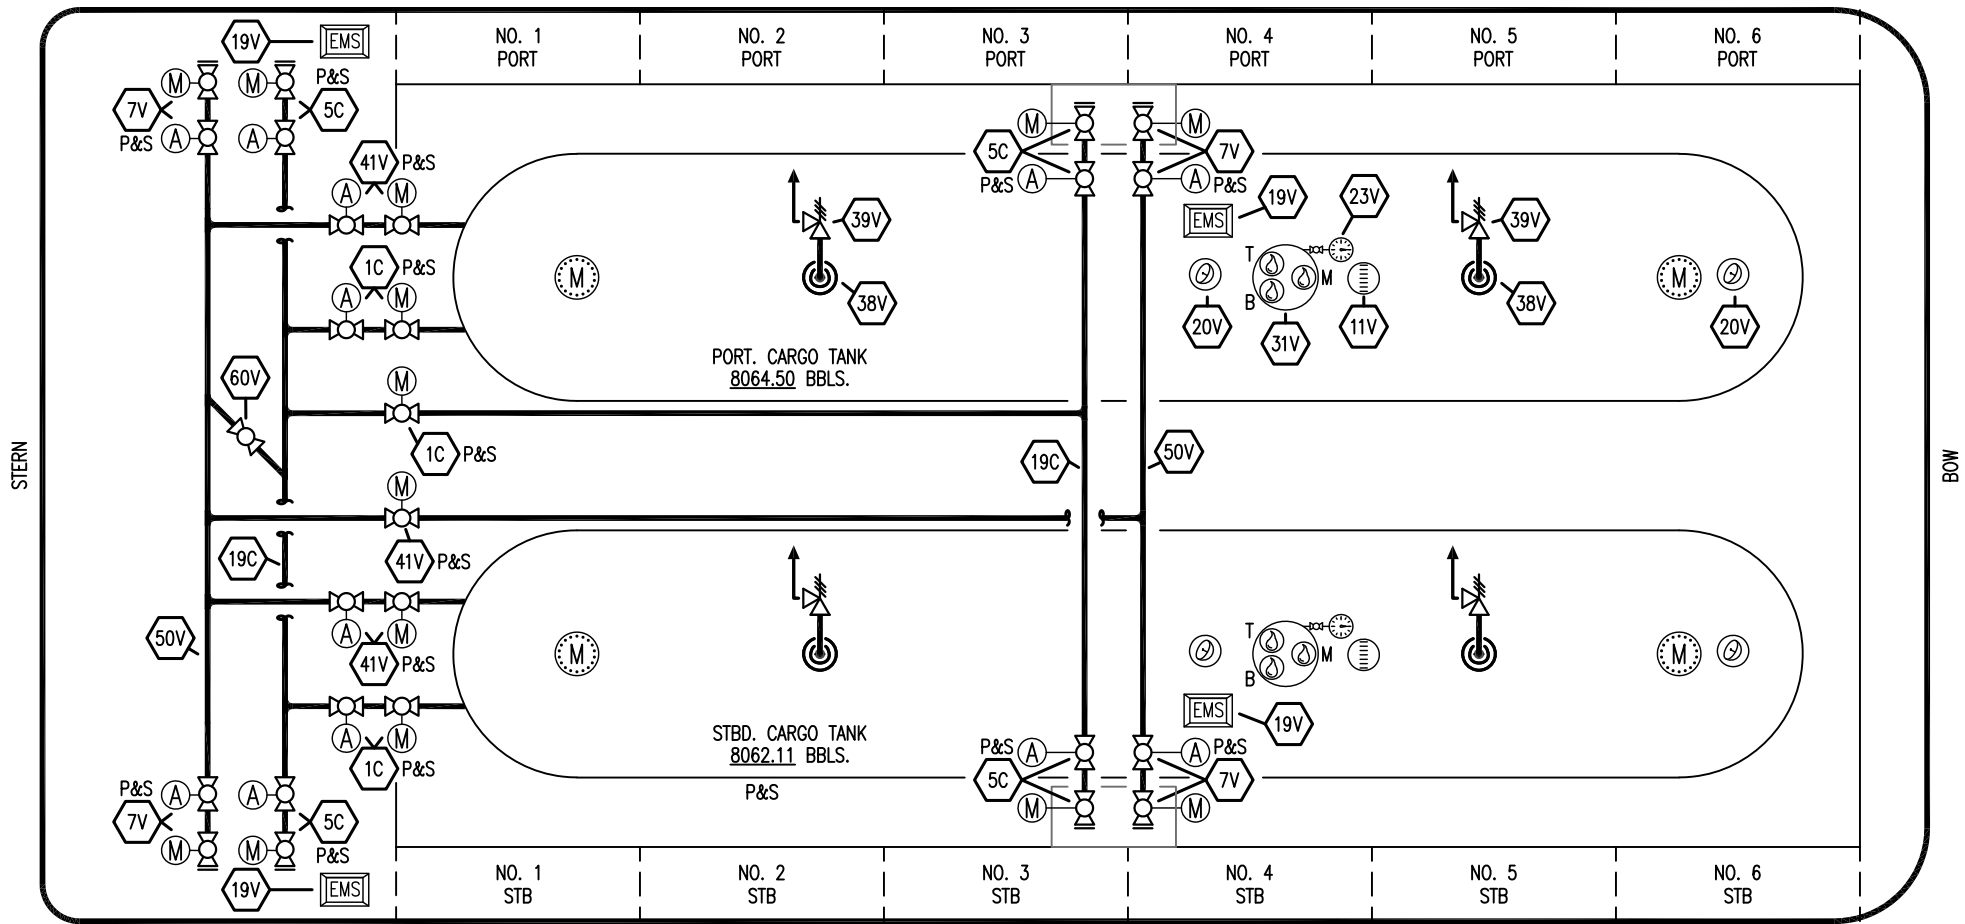 NO. 1
PORT
NO. 2
PORT
NO. 3
PORT
NO. 4
PORT
NO. 5
PORT
NO. 6
PORT
19V
EMS
P&S
M
M
7V
5C
P&S
A
A
41V
P&S
A
M
1C
P&S
A
M
M
M
5C
7V
P&S
A
A
P&S
19V
23V
EMS
39V
39V
T
M
B
M
M
38V
38V
20V
31V
11V
20V
PORT. CARGO TANK
8064.50 BBLS.
60V
M
1C
P&S
19C
50V
STERN
BOW
M
41V
P&S
19C
50V
A
M
41V
P&S
A
M
1C
P&S
M
T
M
B
M
EMS
19V
STBD. CARGO TANK
8062.11 BBLS.
P&S
P&S
A
A
P&S
5C
7V
M
M
P&S
A
A
7V
5C
M
M
P&S
19V
EMS
NO. 1
STB
NO. 2
STB
NO. 3
STB
NO. 4
STB
NO. 5
STB
NO. 6
STB